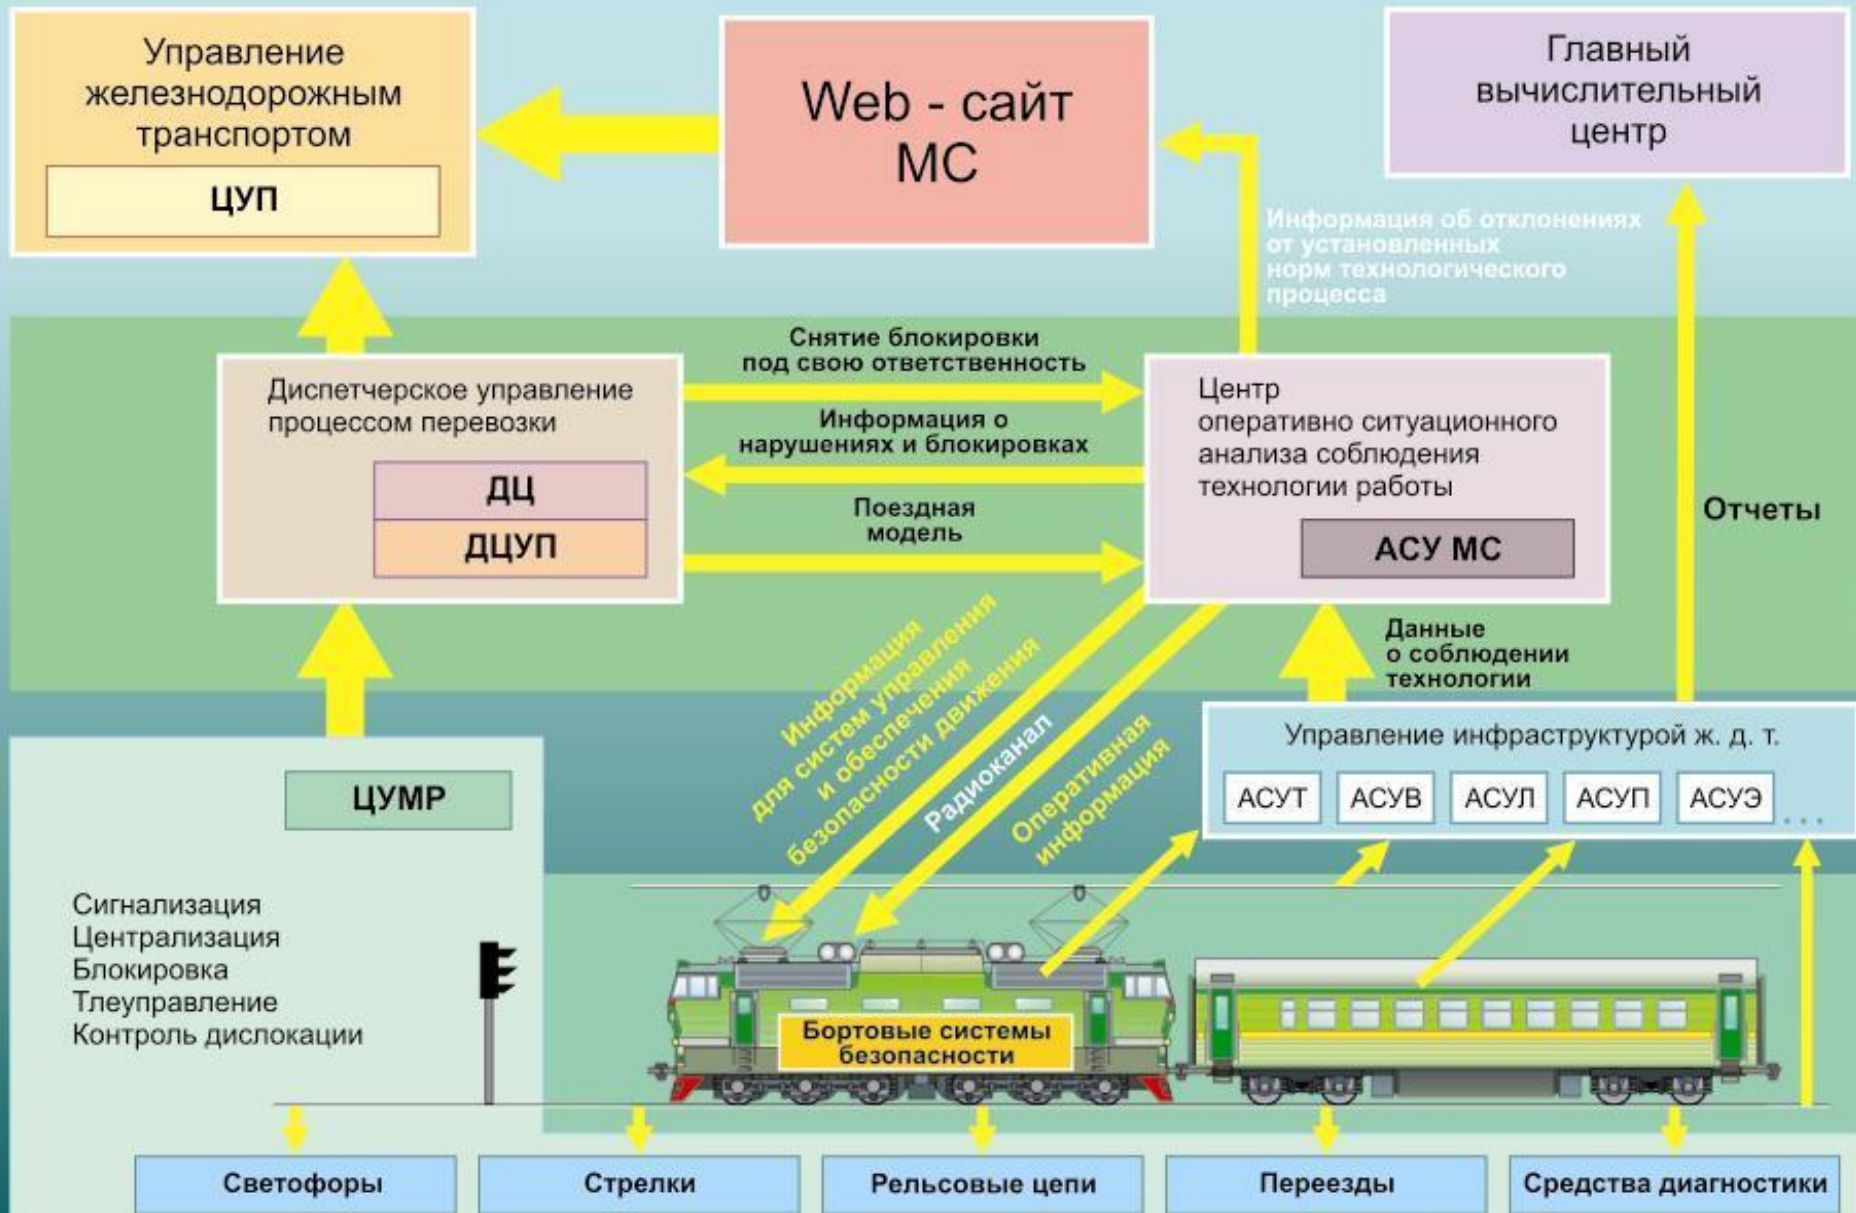 Управление
железнодорожным
транспортом
ЦУП
Web - сайт
МС
Главный
вычислительный
центр
Информация об отклонениях
от установленных
норм технологического
процесса
Снятие блокировки
под свою ответственность
Информация о
нарушениях и блокировках
Поездная
модель
Диспетчерское управление
процессом перевозки
ДЦ
ДЦУП
Центр
оперативно ситуационного
анализа соблюдения
технологии работы
АСУ МС
Отчеты
Данные
о соблюдении
технологии
Информация
для систем управления
и обеспечения
безопасности движения
Радиоканал
Оперативная
информация
Управление инфраструктурой ж. д. т.
АСУТ АСУВ АСУЛ АСУП АСУЭ ...
ЦУМР
Сигнализация
Централизация
Блокировка
Тлеуправление
Контроль дислокации
Бортовые системы
безопасности
Светофоры
Стрелки
Рельсовые цепи
Переезды
Средства диагностики